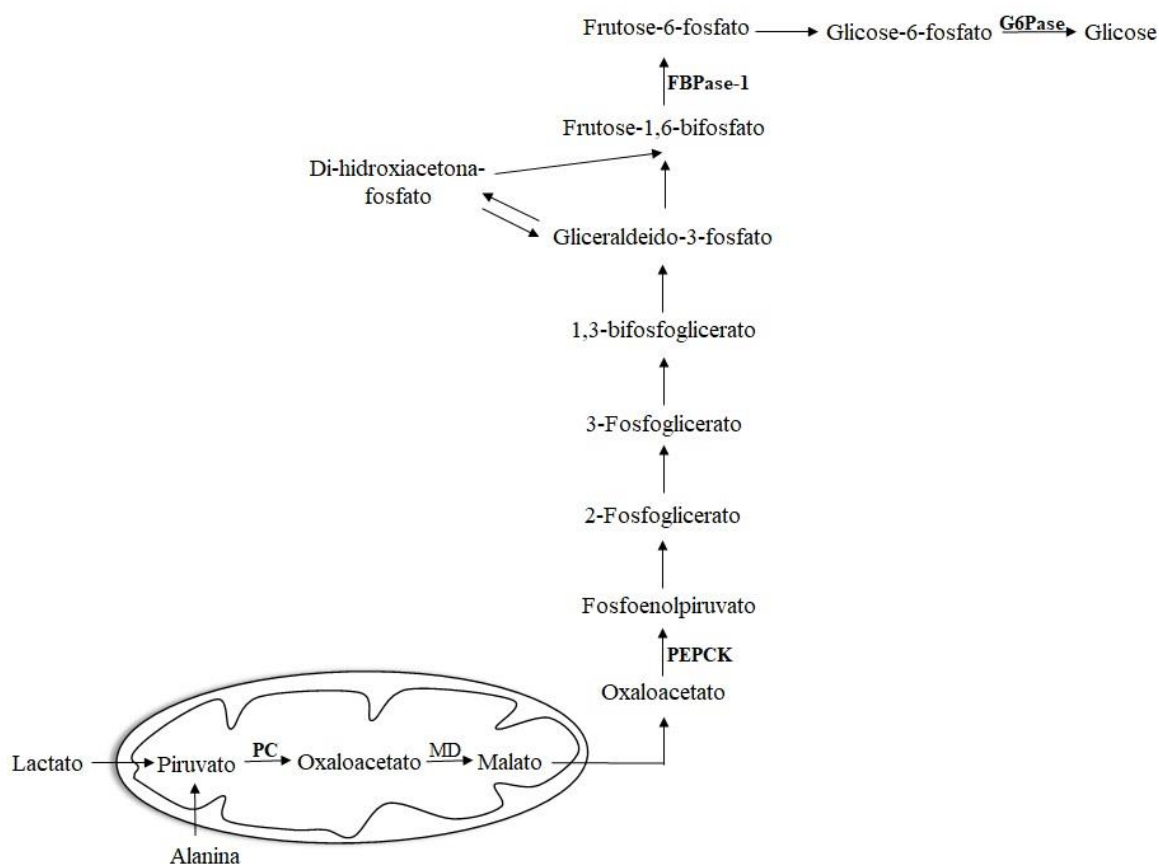 Frutose-6-fosfato
Glicose-6-fosfato
G6Pase
Glicose
FBPase-1
Frutose-1,6-bifosfato
Di-hidroxiacetona-
fosfato
Gliceraldeido-3-fosfato
1,3-bifosfoglicerato
3-Fosfoglicerato
2-Fosfoglicerato
Fosfoenolpiruvato
PEPCK
Oxaloacetato
Lactato
Piruvato
PC
Oxaloacetato
MD
Malato
Alanina